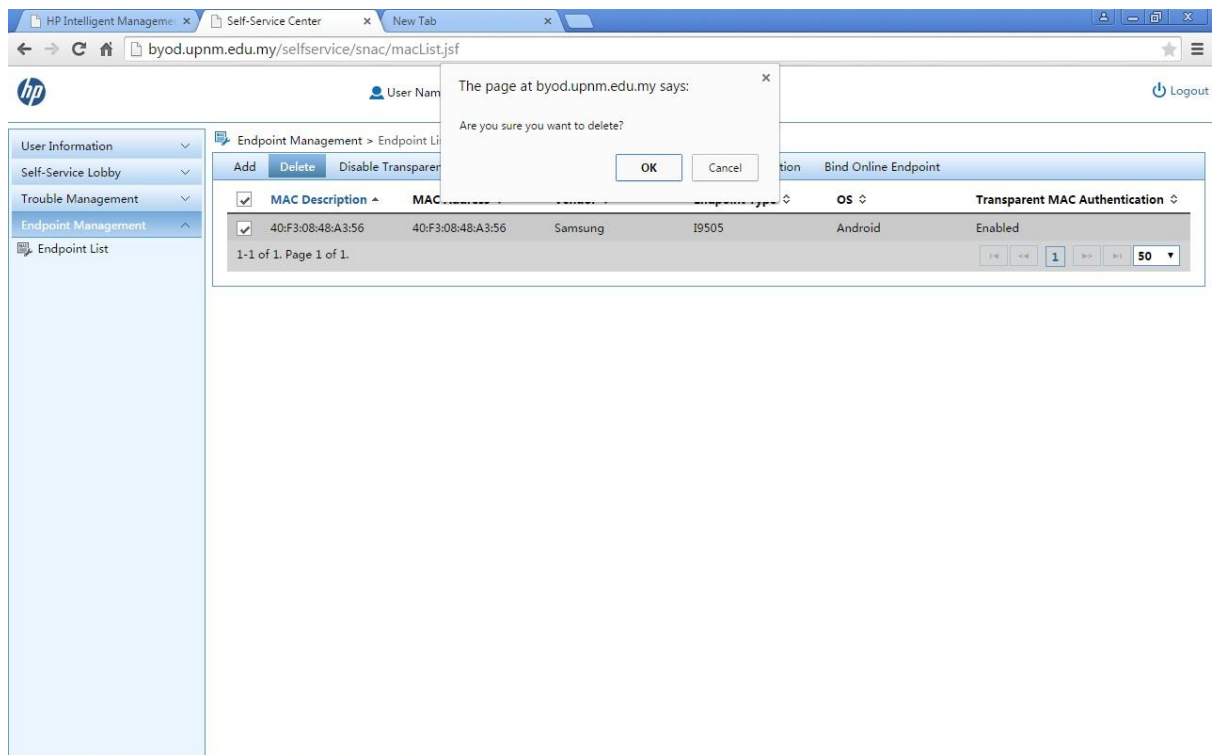 HP Intelligent Manageme
Self-Service Center
New Tab
byod.upnm.edu.my/selfservice/snac/macList.jsf
hp
User Nam
The page at byod.upnm.edu.my says:
Logout
Are you sure you want to delete?
OK
Cancel
User Information
Self-Service Lobby
Trouble Management
Endpoint Management
Endpoint List
Endpoint Management > Endpoint Li
Add Delete Disable Transparen tion Bind Online Endpoint
MAC Description OS Transparent MAC Authentication
40:F3:08:48:A3:56 40:F3:08:48:A3:56 Samsung I9505 Android Enabled
1-1 of 1. Page 1 of 1.
1
50